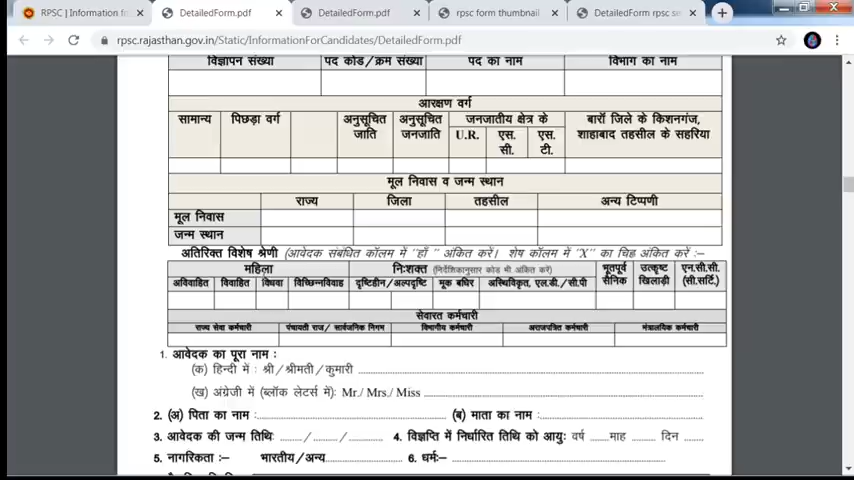 RPSC | Information f
DetailedForm.pdf
DetailedForm.pdf
rpsc form thumbnail
DetailedForm rpsc se
rpsc.rajasthan.gov.in/Static/InformationForCandidates/DetailedForm.pdf
विज्ञापन संख्या पद कोड/क्रम संख्या पद का नाम विभाग का नाम
आरक्षण वर्ग
सामान्य पिछड़ा वर्ग अनुसूचित जाति अनुसूचित जनजाति जनजातीय क्षेत्र के बारों जिले के किशनगंज, शाहाबाद तहसील के सहरिया
U.R. एस. सी. एस. टी.
मूल निवास व जन्म स्थान
राज्य जिला तहसील अन्य टिप्पणी
मूल निवास
जन्म स्थान
अतिरिक्त विशेष श्रेणी (आवेदक संबंधित कॉलम में "हाँ" अंकित करें। शेष कॉलम में "X" का चिह्न अंकित करें :-
महिला निःशक्त (निर्देशिकानुसार कोड भी अंकित करें) भूतपूर्व सैनिक उत्कृष्ट खिलाड़ी एन.सी.सी. (सी.सर्टि.)
अविवाहित विवाहित विधवा विच्छिन्नविवाह दृष्टिहीन/अल्पदृष्टि मूक बधिर अस्थिविकृत, एल.डी./सी.पी
सेवारत कर्मचारी
राज्य सेवा कर्मचारी पंचायती राज/ सार्वजनिक निगम विभागीय कर्मचारी अराजपत्रित कर्मचारी मंत्रालयिक कर्मचारी
1. आवेदक का पूरा नाम :
(क) हिन्दी में : श्री/श्रीमती/कुमारी
(ख) अंग्रेजी में (ब्लॉक लेटर्स में): Mr./ Mrs./ Miss
2. (अ) पिता का नाम : (ब) माता का नाम :
3. आवेदक की जन्म तिथिः ........./........../.......... 4. विज्ञप्ति में निर्धारित तिथि को आयुः वर्ष ......माह ........ दिन ......
5. नागरिकता :- भारतीय/अन्य 6. धर्मः-